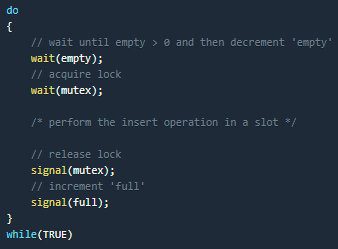 do
{
// wait until empty > 0 and then decrement 'empty'
wait(empty);
// acquire lock
wait(mutex);
/* perform the insert operation in a slot */
// release lock
signal(mutex);
// increment 'full'
signal(full);
}
while(TRUE)